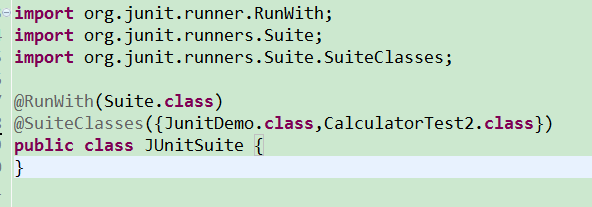 import org.junit.runner.RunWith;
import org.junit.runners.Suite;
import org.junit.runners.Suite.SuiteClasses;
@RunWith(Suite.class)
@SuiteClasses({JunitDemo.class,CalculatorTest2.class})
public class JUnitSuite {
}